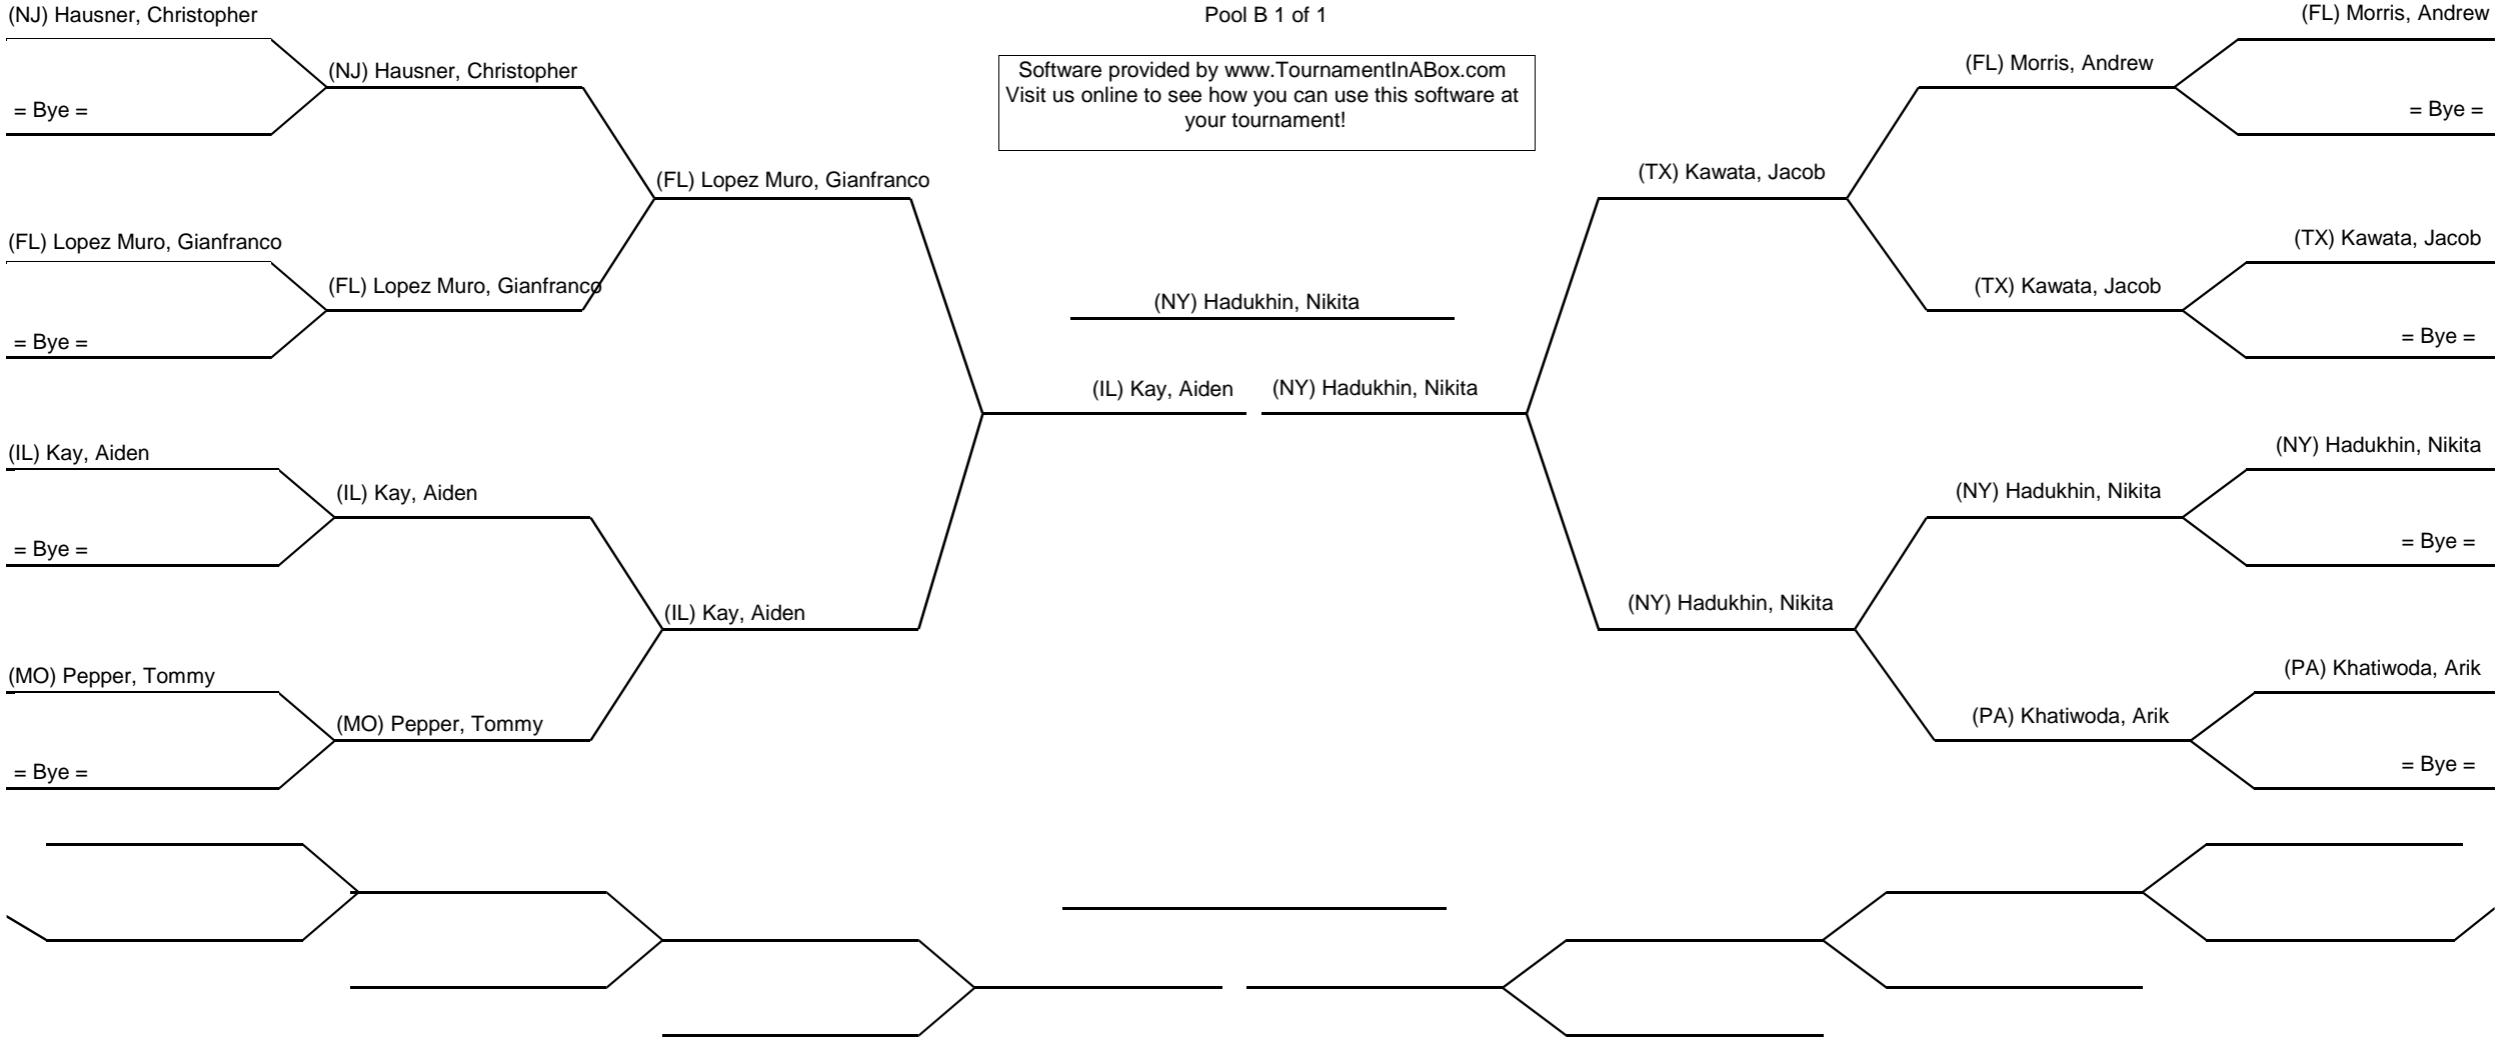 (NJ) Hausner, Christopher
Pool B 1 of 1
(FL) Morris, Andrew
Software provided by www.TournamentInABox.com
Visit us online to see how you can use this software at
your tournament!
(NJ) Hausner, Christopher
(FL) Morris, Andrew
= Bye =
= Bye =
(FL) Lopez Muro, Gianfranco
(TX) Kawata, Jacob
(FL) Lopez Muro, Gianfranco
(TX) Kawata, Jacob
(FL) Lopez Muro, Gianfranco
(TX) Kawata, Jacob
(NY) Hadukhin, Nikita
= Bye =
= Bye =
(IL) Kay, Aiden
(NY) Hadukhin, Nikita
(IL) Kay, Aiden
(NY) Hadukhin, Nikita
(IL) Kay, Aiden
(NY) Hadukhin, Nikita
= Bye =
= Bye =
(IL) Kay, Aiden
(NY) Hadukhin, Nikita
(MO) Pepper, Tommy
(PA) Khatiwoda, Arik
(MO) Pepper, Tommy
(PA) Khatiwoda, Arik
= Bye =
= Bye =